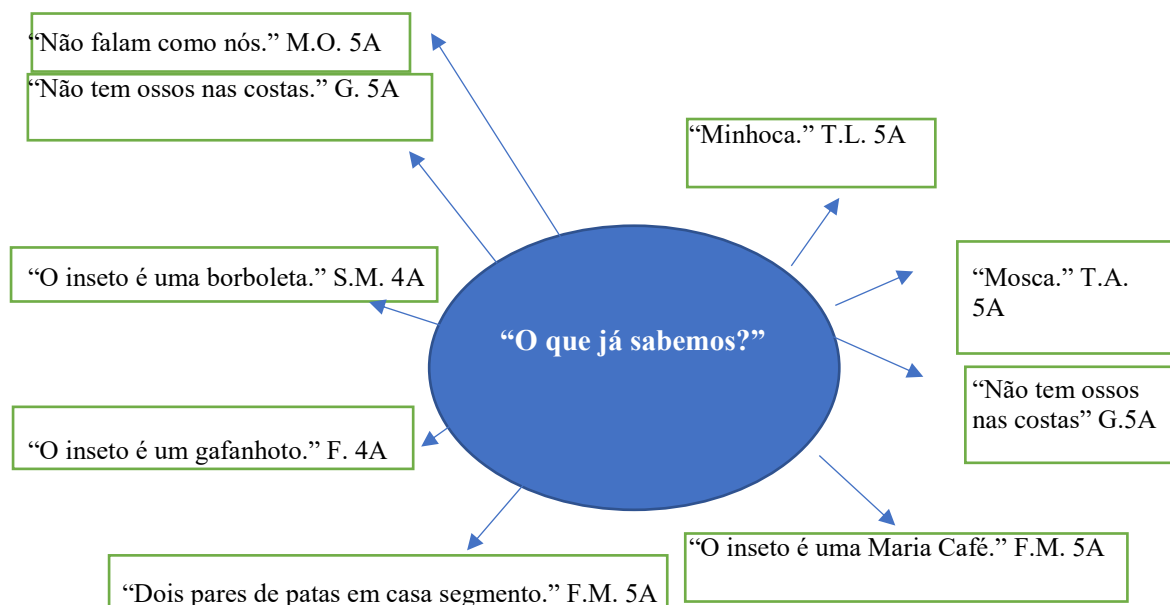 “Não falam como nós.” M.O. 5A
“Não tem ossos nas costas.” G. 5A
“Minhoca.” T.L. 5A
“O inseto é uma borboleta.” S.M. 4A
“Mosca.” T.A.
5A
“O que já sabemos?”
“Não tem ossos
nas costas” G.5A
“O inseto é um gafanhoto.” F. 4A
“O inseto é uma Maria Café.” F.M. 5A
“Dois pares de patas em casa segmento.” F.M. 5A